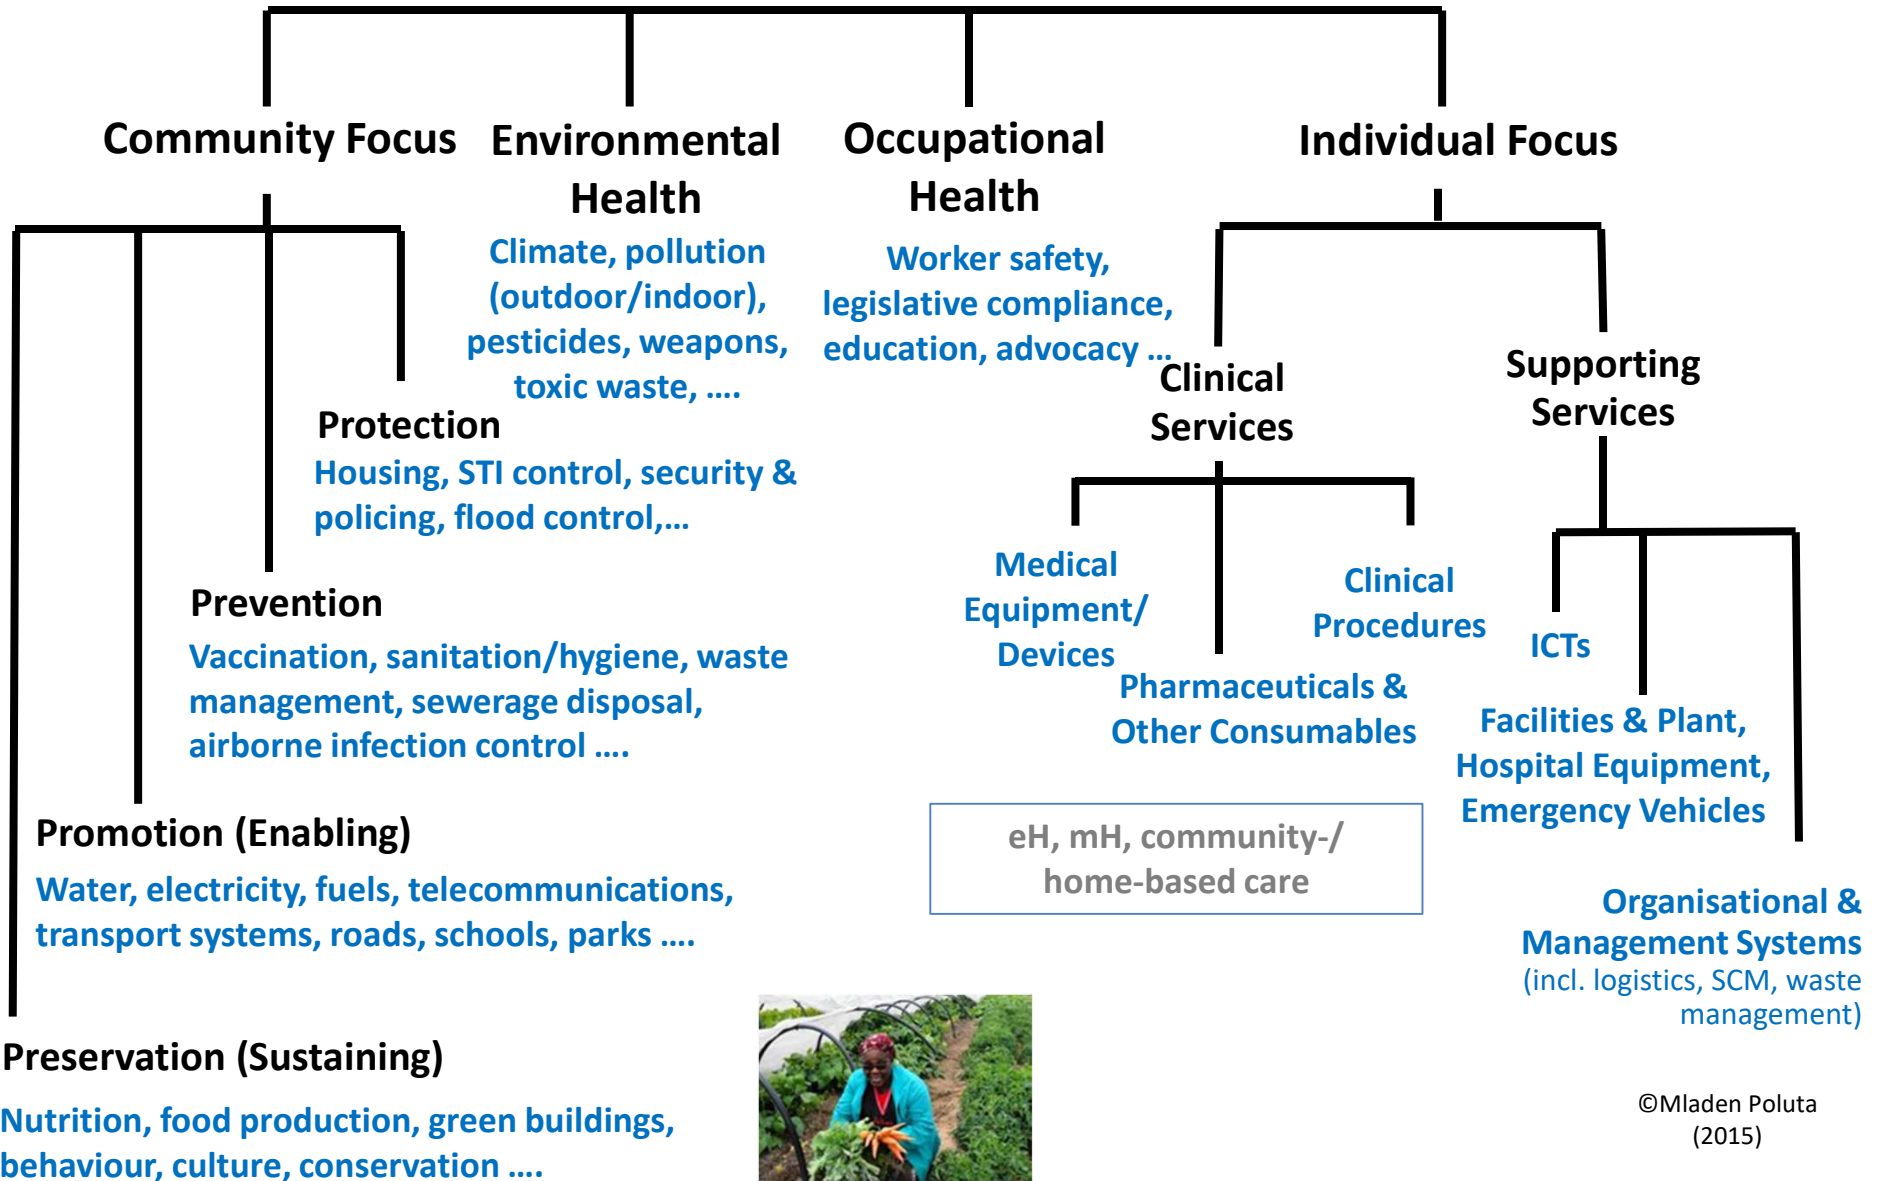 Community Focus
Environmental
Health
Climate, pollution
(outdoor/indoor),
pesticides, weapons,
toxic waste, ....
Occupational
Health
Worker safety,
legislative compliance,
education, advocacy ...
Individual Focus
Protection
Housing, STI control, security &
policing, flood control,...
Prevention
Vaccination, sanitation/hygiene, waste
management, sewerage disposal,
airborne infection control ....
Promotion (Enabling)
Water, electricity, fuels, telecommunications,
transport systems, roads, schools, parks ....
Preservation (Sustaining)
Nutrition, food production, green buildings,
behaviour, culture, conservation ....
Clinical
Services
Medical
Equipment/
Devices
Pharmaceuticals &
Other Consumables
Clinical
Procedures
eH, mH, community-/
home-based care
Supporting
Services
ICTs
Facilities & Plant,
Hospital Equipment,
Emergency Vehicles
Organisational &
Management Systems
(incl. logistics, SCM, waste
management)
©Mladen Poluta
(2015)